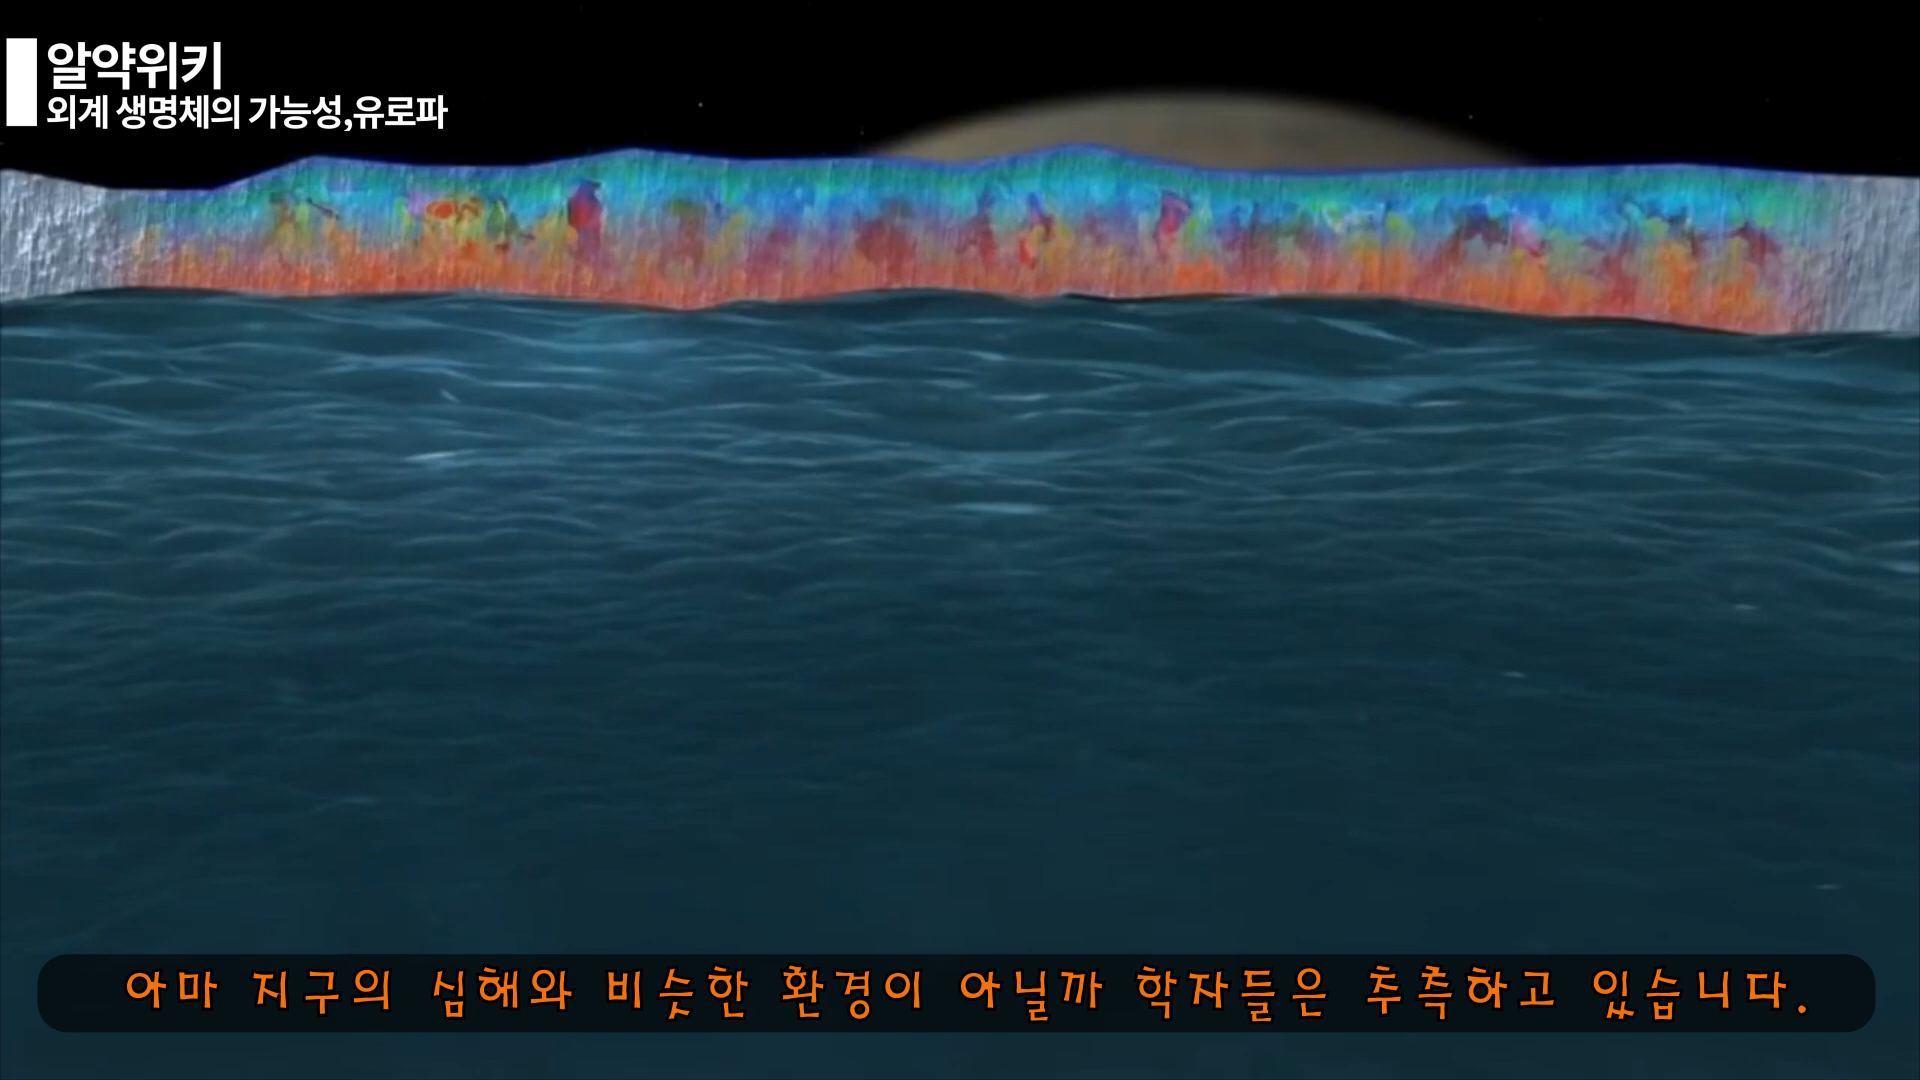 알약위키
외계 생명체의 가능성,유로파
아마 지구의 심해와 비슷한 환경이 아닐까 학자들은 추측하고 있습니다.